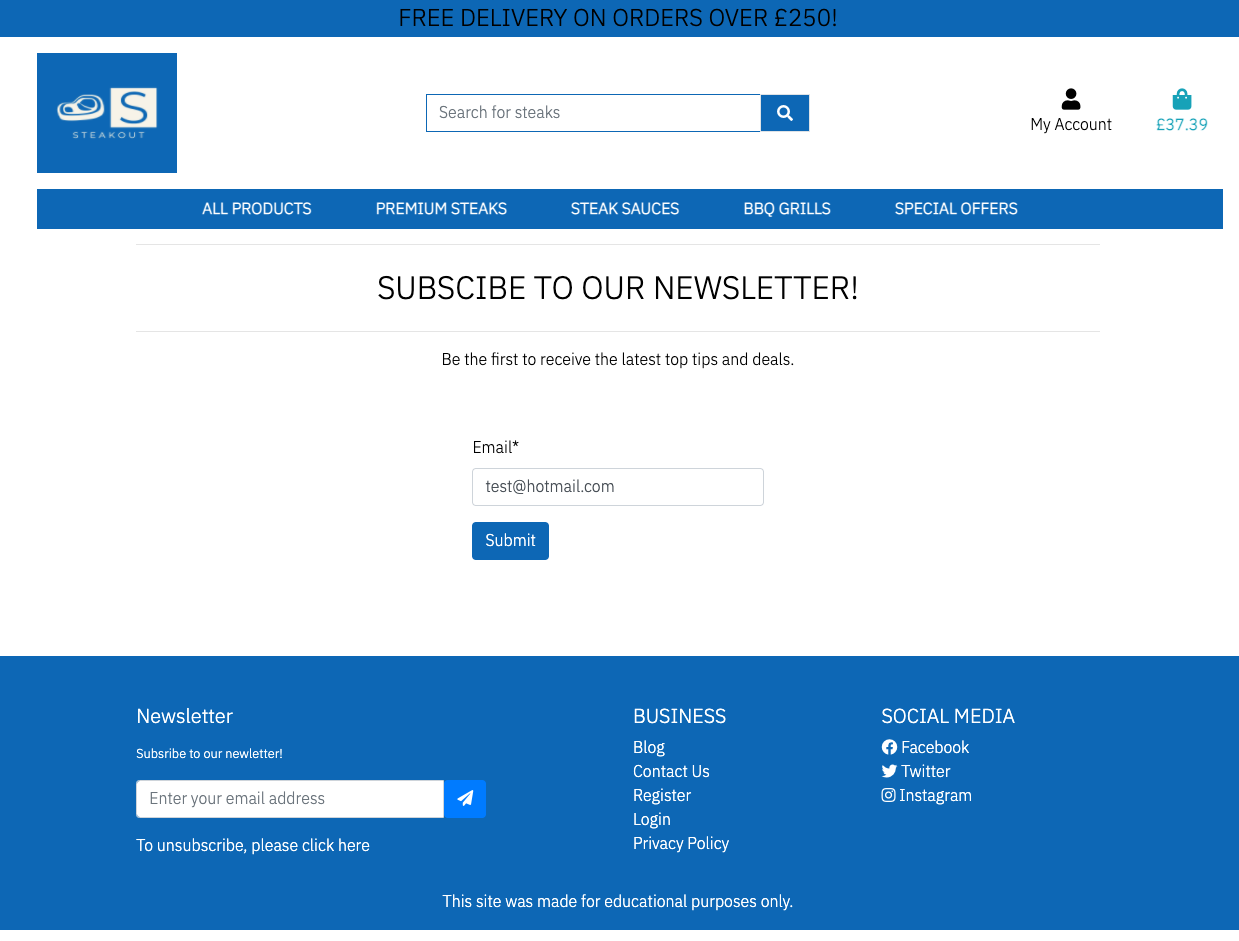 FREE DELIVERY ON ORDERS OVER £250!
S
STEAKOUT
Search for steaks
My Account
£37.39
ALL PRODUCTS PREMIUM STEAKS STEAK SAUCES BBQ GRILLS SPECIAL OFFERS
SUBSCIBE TO OUR NEWSLETTER!
Be the first to receive the latest top tips and deals.
Email*
test@hotmail.com
Submit
Newsletter
Subsribe to our newletter!
Enter your email address
To unsubscribe, please click here
BUSINESS
Blog
Contact Us
Register
Login
Privacy Policy
SOCIAL MEDIA
Facebook
Twitter
Instagram
This site was made for educational purposes only.